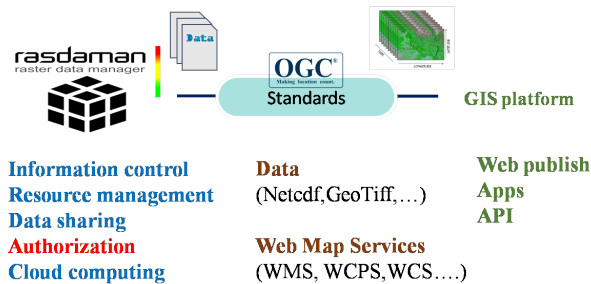 Data
rasdaman
raster data manager
OGC®
Making location count.
Standards
GIS platform
Information control
Resource management
Data sharing
Authorization
Cloud computing
Data
(Netcdf,GeoTiff,…)
Web Map Services
(WMS, WCPS,WCS….)
Web publish
Apps
API